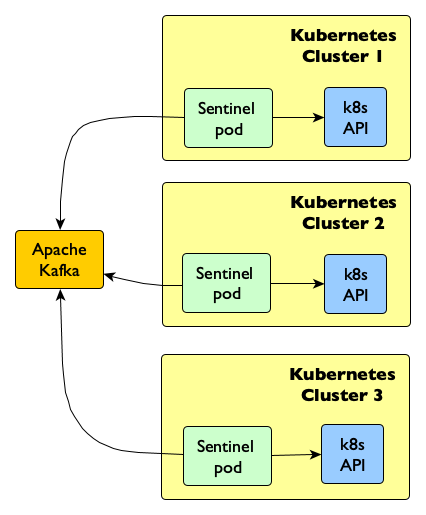 Kubernetes
Cluster 1
Sentinel
pod
k8s
API
Kubernetes
Cluster 2
Apache
Kafka
Sentinel
pod
k8s
API
Kubernetes
Cluster 3
Sentinel
pod
k8s
API